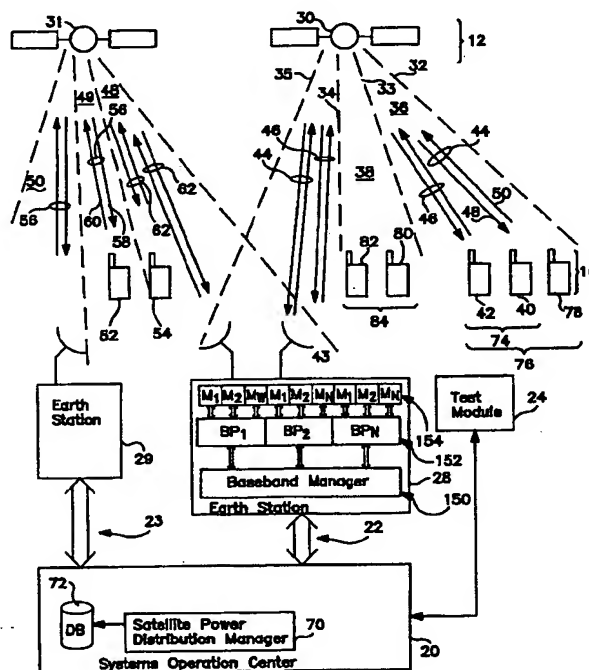 31 30 12
35 32
34 33
49 48 36
56 44
46 44
50 62 38 50
58 60 62 46 48
58
82 80 1
52 54 84 42 40 78
43 74
76
M1 M2 MW M1 M2 MN M1 M2 MN
154
Test
Module
24
Earth
Station
29
BP1 BP2 BPN
152
28
Baseband Manager
150
Earth Station
23 22
72
DB
Satellite Power
Distribution Manager
70
20
Systems Operation Center